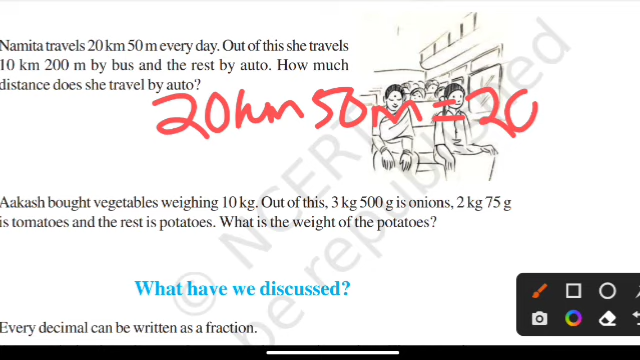 Namita travels 20 km 50 m every day. Out of this she travels
10 km 200 m by bus and the rest by auto. How much
distance does she travel by auto?
20km 50m = 20
Aakash bought vegetables weighing 10 kg. Out of this, 3 kg 500 g is onions, 2 kg 75 g
is tomatoes and the rest is potatoes. What is the weight of the potatoes?
What have we discussed?
Every decimal can be written as a fraction.
© NCERT
be republished